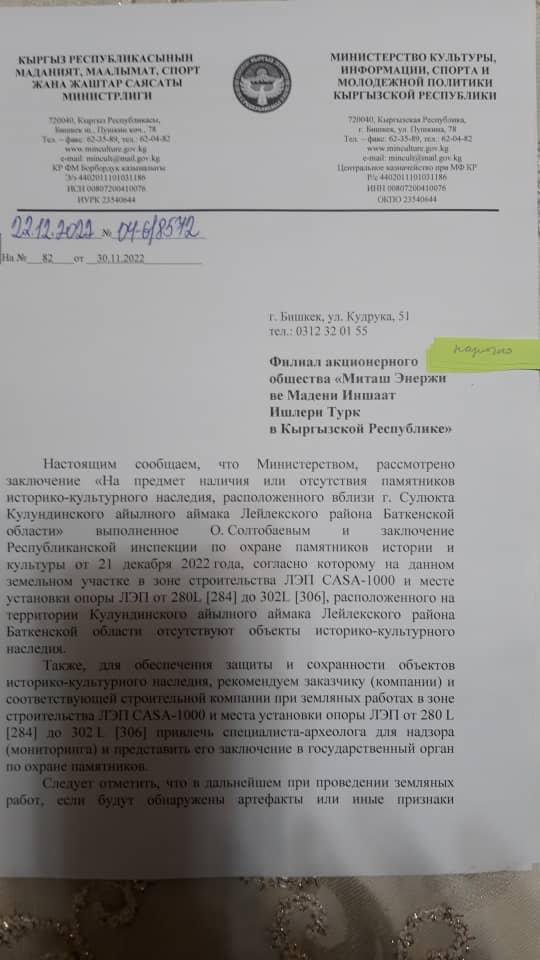 КЫРГЫЗ РЕСПУБЛИКАСЫНЫН
МАДАНИЯТ, МААЛЫМАТ, СПОРТ
ЖАНА ЖАШТАР САЯСАТЫ
МИНИСТРЛИГИ
720040, Кыргыз Республикасы,
Бишкек ш., Пушкин көч., 78
Тел. – факс: 62-35-89, тел.: 62-04-82
www.minculture.gov.kg
e-mail: mincult@mail.gov.kg
КР ФМ Борбордук казыналыгы
Э/э 4402011101031186
ИСН 00807200410076
ИУРК 23540644
МИНИСТЕРСТВО КУЛЬТУРЫ,
ИНФОРМАЦИИ, СПОРТА И
МОЛОДЕЖНОЙ ПОЛИТИКИ
КЫРГЫЗСКОЙ РЕСПУБЛИКИ
720040, Кыргызская Республика,
г. Бишкек, ул. Пушкина, 78
Тел. – факс: 62-35-89, тел.: 62-04-82
www.minculture.gov.kg
e-mail: mincult@mail.gov.kg
Центральное казначейство при МФ КР
Р/с 4402011101031186
ИНН 00807200410076
ОКПО 23540644
22.12.2022 № 04-6/8572
На № 82 от 30.11.2022
г. Бишкек, ул. Кудрука, 51
тел.: 0312 32 01 55
нарочно
Филиал акционерного
общества «Миташ Энержи
ве Мадени Иншаат
Ишлери Турк
в Кыргызской Республике»
Настоящим сообщаем, что Министерством, рассмотрено
заключение «На предмет наличия или отсутствия памятников
историко-культурного наследия, расположенного вблизи г. Сулюкта
Кулундинского айылного аймака Лейлекского района Баткенской
области» выполненное О. Солтобаевым и заключение
Республиканской инспекции по охране памятников истории и
культуры от 21 декабря 2022 года, согласно которому на данном
земельном участке в зоне строительства ЛЭП CASA-1000 и месте
установки опоры ЛЭП от 280L [284] до 302L [306], расположенного на
территории Кулундинского айылного аймака Лейлекского района
Баткенской области отсутствуют объекты историко-культурного
наследия.
Также, для обеспечения защиты и сохранности объектов
историко-культурного наследия, рекомендуем заказчику (компании) и
соответствующей строительной компании при земляных работах в зоне
строительства ЛЭП CASA-1000 и места установки опоры ЛЭП от 280 L
[284] до 302 L [306] привлечь специалиста-археолога для надзора
(мониторинга) и представить его заключение в государственный орган
по охране памятников.
Следует отметить, что в дальнейшем при проведении земляных
работ, если будут обнаружены артефакты или иные признаки